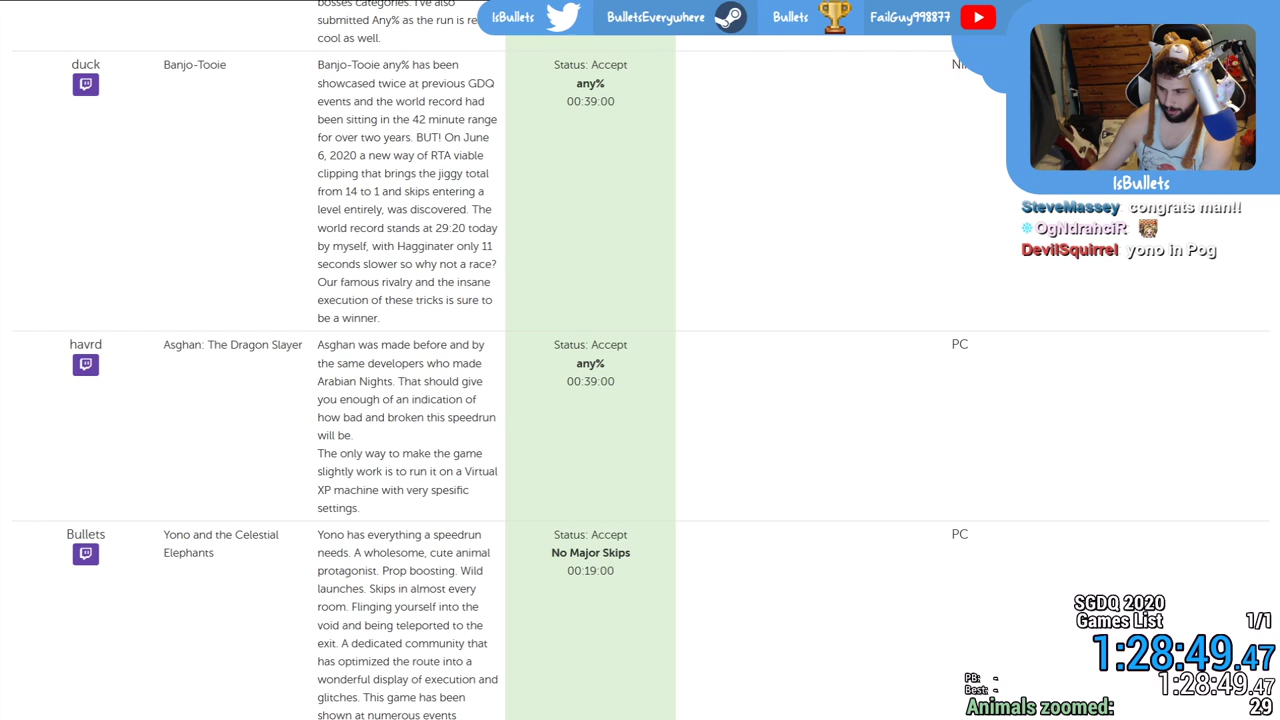 bosses categories. I've also
submitted Any% as the run is
cool as well.
IsBullets
BulletsEverywhere
Bullets
FailGuy998877
duck
Banjo-Tooie
Banjo-Tooie any% has been
showcased twice at previous GDQ
events and the world record had
been sitting in the 42 minute range
for over two years. BUT! On June
6, 2020 a new way of RTA viable
clipping that brings the jiggy total
from 14 to 1 and skips entering a
level entirely, was discovered. The
world record stands at 29:20 today
by myself, with Hagginater only 11
seconds slower so why not a race?
Our famous rivalry and the insane
execution of these tricks is sure to
be a winner.
Status: Accept
any%
00:39:00
IsBullets
SteveMassey congrats man!!
OgNdrahciR
DevilSquirrel yono in Pog
havrd
Asghan: The Dragon Slayer
Asghan was made before and by
the same developers who made
Arabian Nights. That should give
you enough of an indication of
how bad and broken this speedrun
will be.
The only way to make the game
slightly work is to run it on a Virtual
XP machine with very spesific
settings.
Status: Accept
any%
00:39:00
PC
Bullets
Yono and the Celestial
Elephants
Yono has everything a speedrun
needs. A wholesome, cute animal
protagonist. Prop boosting. Wild
launches. Skips in almost every
room. Flinging yourself into the
void and being teleported to the
exit. A dedicated community that
has optimized the route into a
wonderful display of execution and
glitches. This game has been
shown at numerous events
Status: Accept
No Major Skips
00:19:00
PC
SGDQ 2020
Games List 1/1
1:28:49.47
PB: -
Best: -
1:28:49.47
Animals zoomed: 29